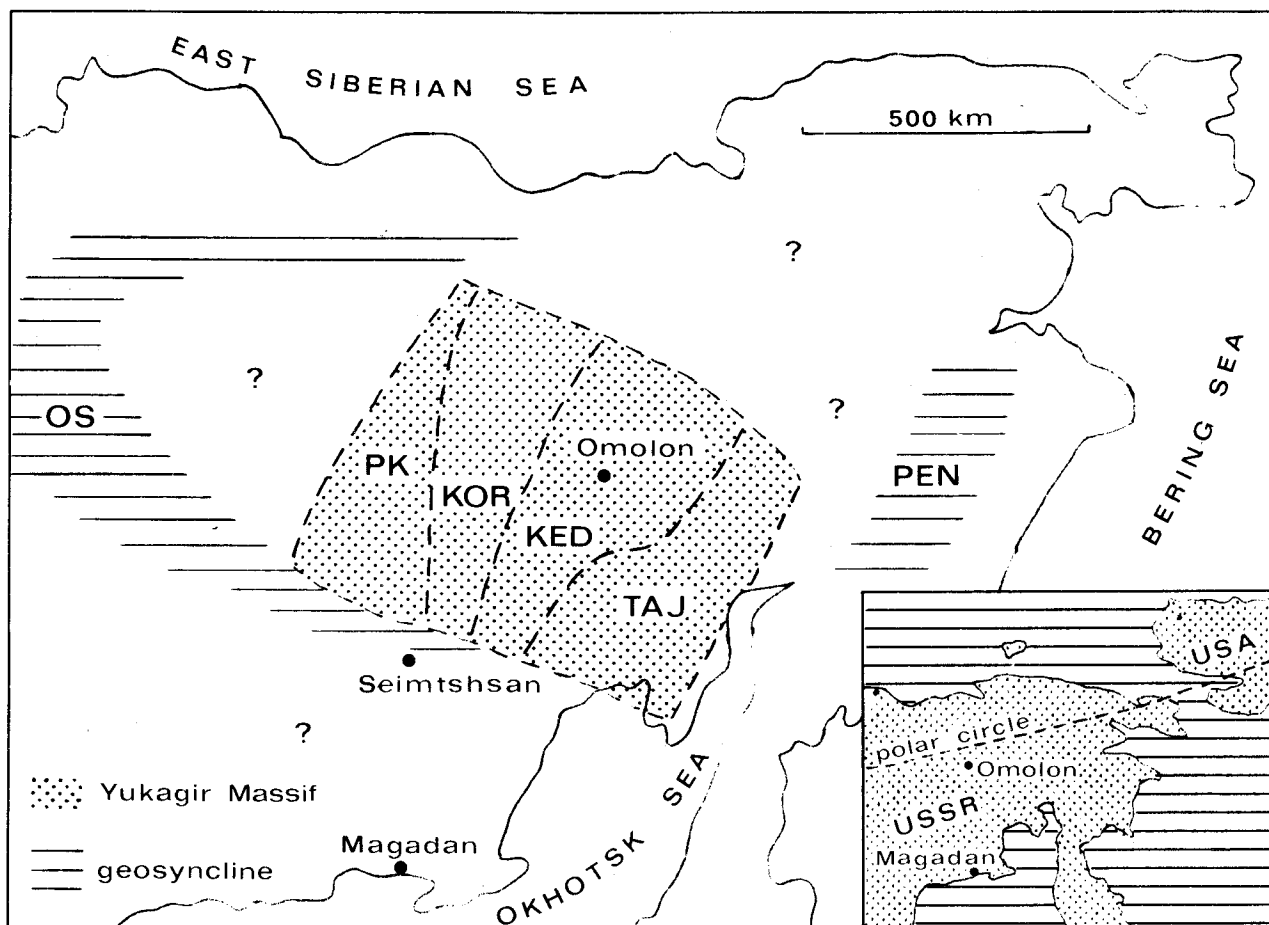 EAST SIBERIAN SEA
500 km
?
?
?
OS
PK
KOR
Omolon
KED
PEN
TAJ
BERING SEA
Seimtshsan
?
Yukagir Massif
geosyncline
Magadan
OKHOTSK SEA
USA
polar circle
Omolon
USSR
Magadan